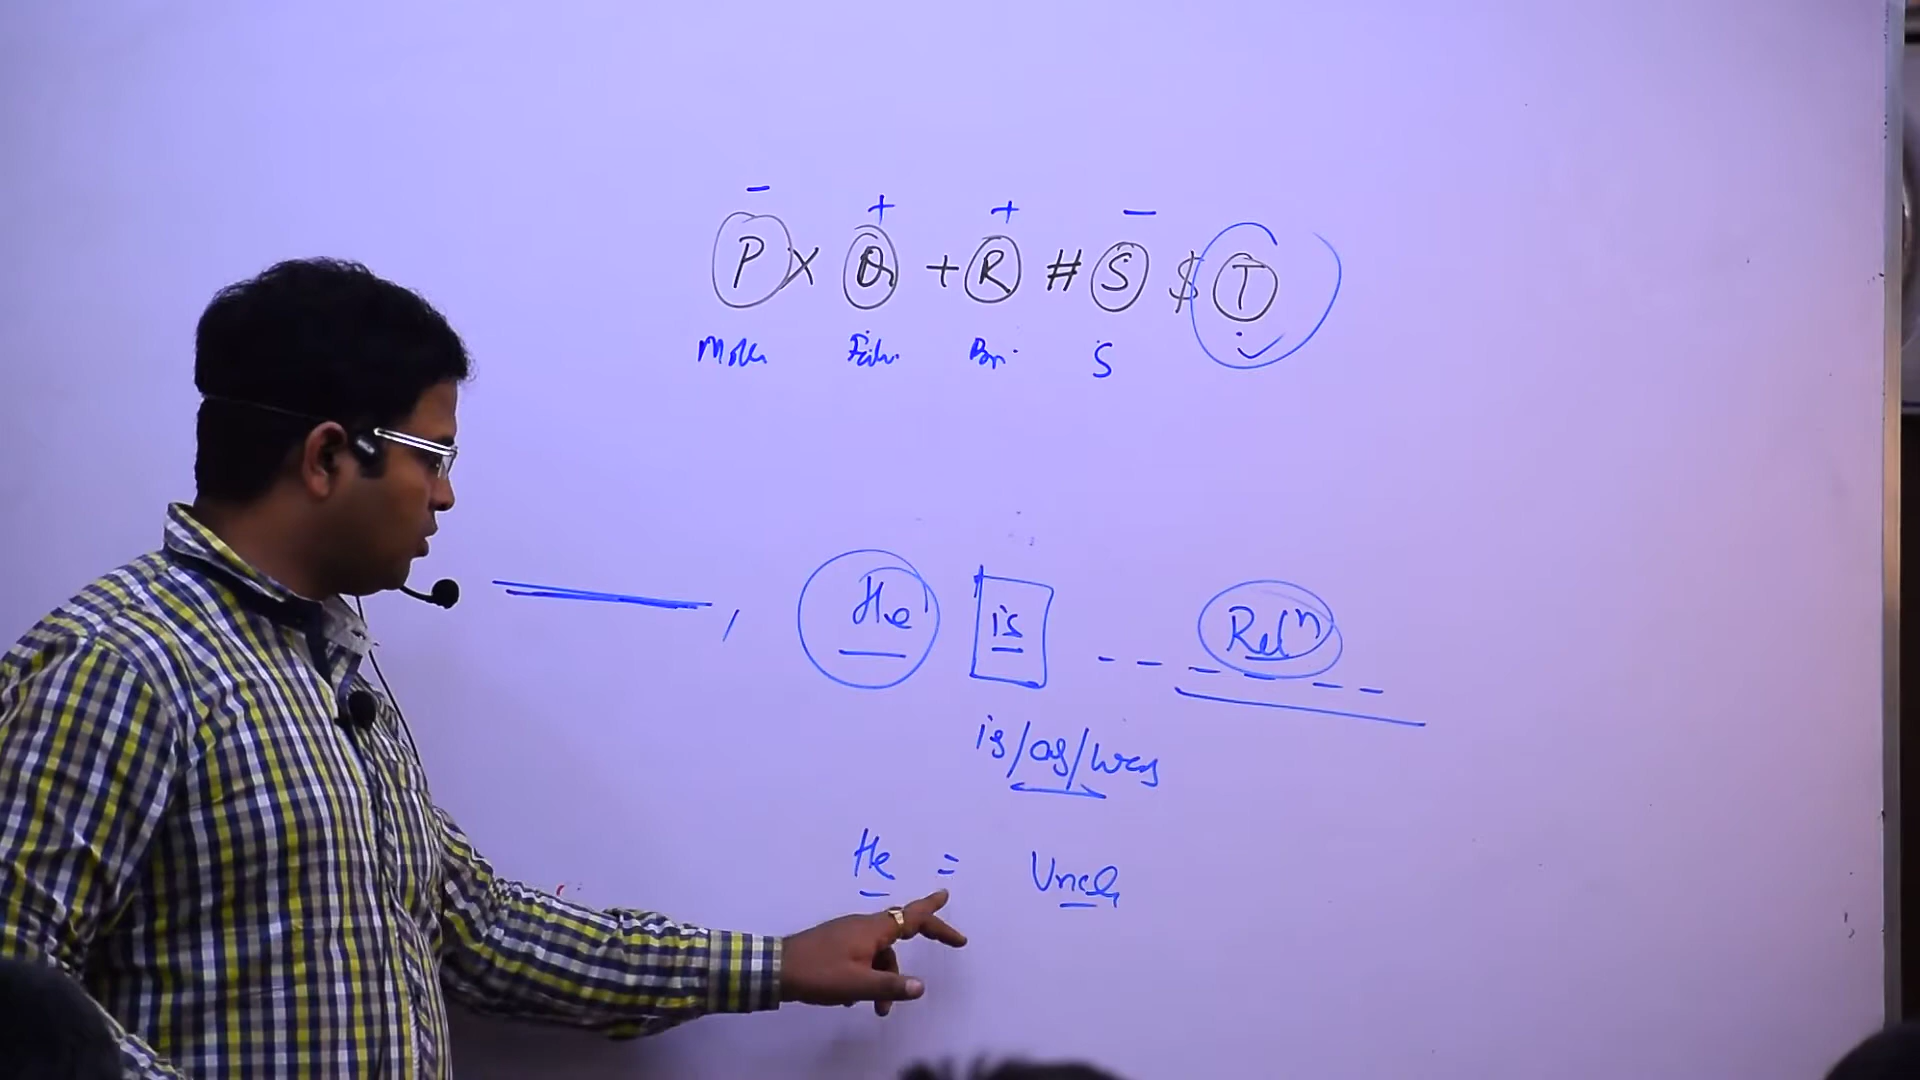 - + + -
P x Q + R # S $ T
S
He is Relⁿ
is/as/was
He = Uncle